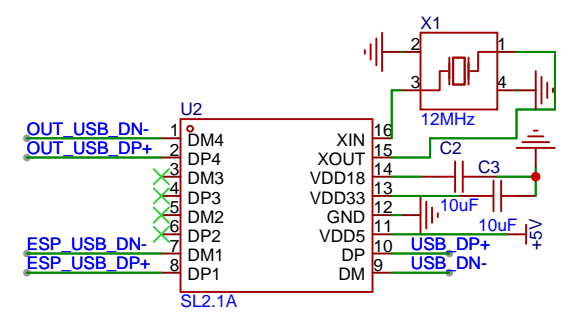 X1
2
1
3
4
12MHz
U2
OUT_USB_DN-
1
DM4
XIN
16
OUT_USB_DP+
2
DP4
XOUT
15
C2
3
DM3
VDD18
14
C3
4
DP3
VDD33
13
10uF
5
DM2
GND
12
10uF
6
DP2
VDD5
11
+5V
ESP_USB_DN-
7
DM1
DP
10
USB_DP+
ESP_USB_DP+
8
DP1
DM
9
USB_DN-
SL2.1A